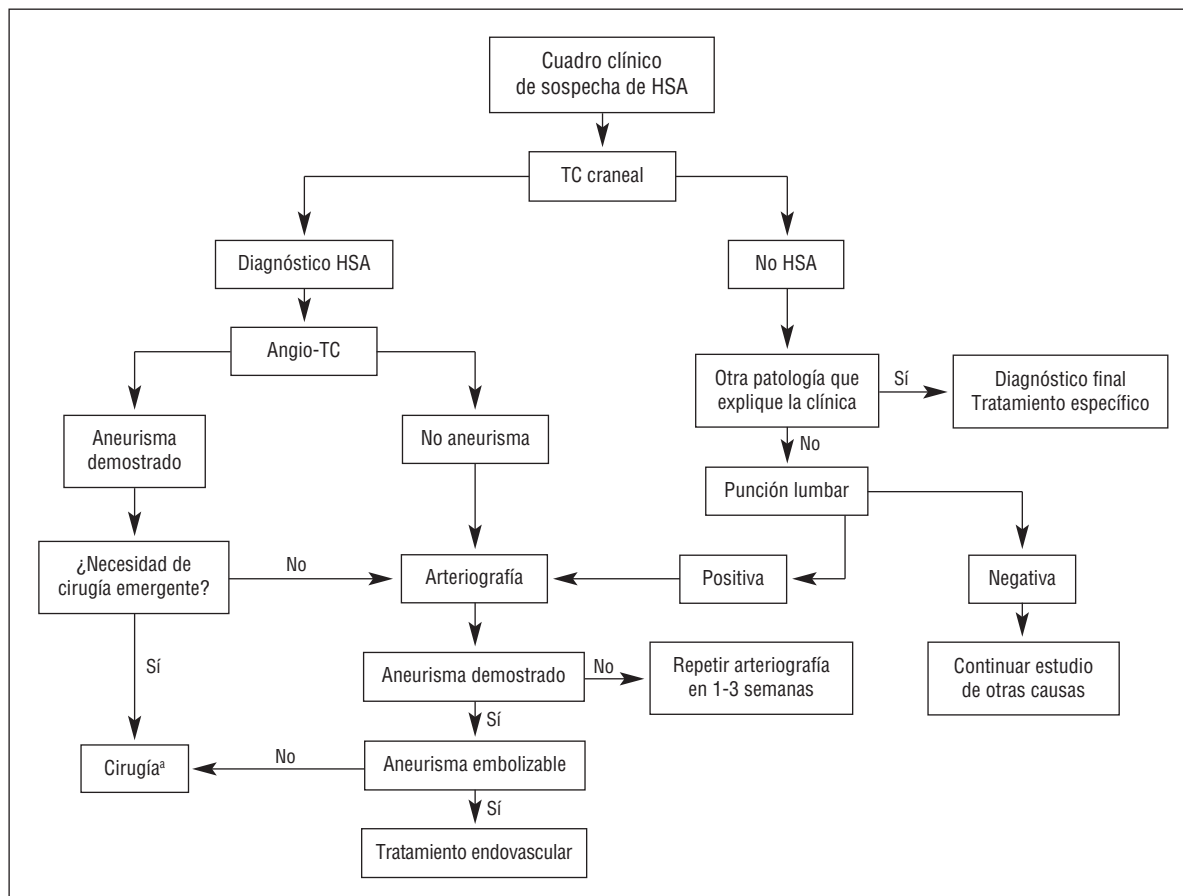 Cuadro clínico
de sospecha de HSA
TC craneal
Diagnóstico HSA
No HSA
Angio-TC
Otra patología que
explique la clínica
Sí
Diagnóstico final
Tratamiento específico
Aneurisma
demostrado
No aneurisma
No
Punción lumbar
¿Necesidad de
cirugía emergente?
No
Arteriografía
Positiva
Negativa
Sí
Aneurisma demostrado
No
Repetir arteriografía
en 1-3 semanas
Continuar estudio
de otras causas
Sí
Cirugíaª
No
Aneurisma embolizable
Sí
Tratamiento endovascular